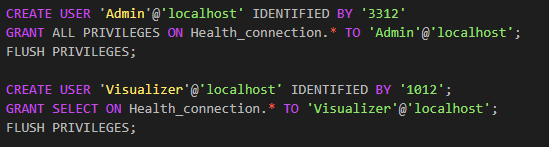 CREATE USER 'Admin'@'localhost' IDENTIFIED BY '3312'
GRANT ALL PRIVILEGES ON Health_connection.* TO 'Admin'@'localhost';
FLUSH PRIVILEGES;

CREATE USER 'Visualizer'@'localhost' IDENTIFIED BY '1012';
GRANT SELECT ON Health_connection.* TO 'Visualizer'@'localhost';
FLUSH PRIVILEGES;